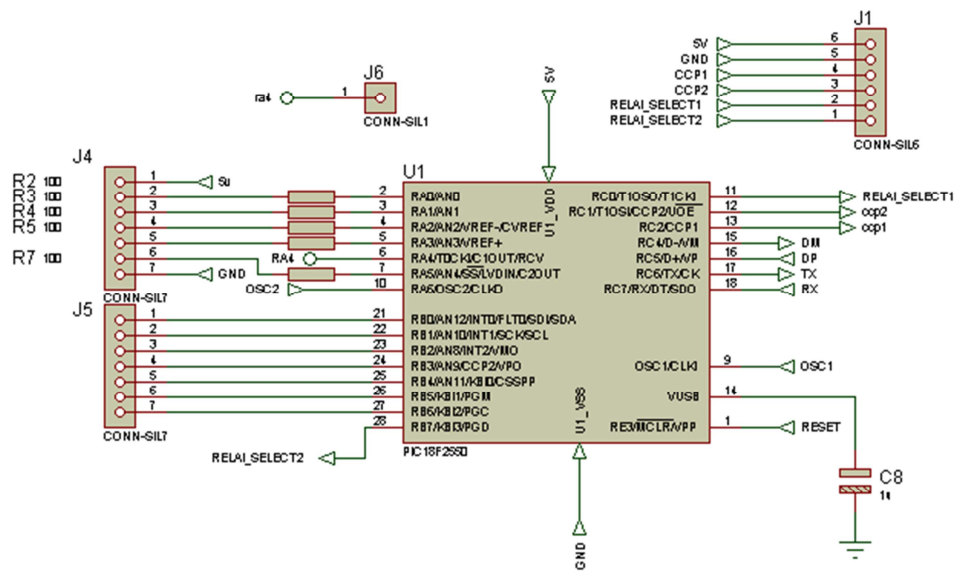 J1
5V 6
GND 5
CCP1 4
CCP2 3
RELAI_SELECT1 2
RELAI_SELECT2 1
CONN-SIL6
J6
ra4 1
CONN-SIL1
5V
J4
R2 100
R3 100
R4 100
R5 100
R7 100
1 5v
2
3
4
5
6 RA4
7 GND
CONN-SIL7
OSC2
J5
1
2
3
4
5
6
7
CONN-SIL7
RELAI_SELECT2
U1
2 RA0/AN0
3 RA1/AN1
4 RA2/AN2/VREF-/CVREF
5 RA3/AN3/VREF+
6 RA4/T0CKI/C1OUT/RCV
7 RA5/AN4/SS/LVDIN/C2OUT
10 RA6/OSC2/CLKO
21 RB0/AN12/INT0/FLT0/SDI/SDA
22 RB1/AN10/INT1/SCK/SCL
23 RB2/AN8/INT2/VMO
24 RB3/AN9/CCP2/VPO
25 RB4/AN11/KBI0/CSSPP
26 RB5/KBI1/PGM
27 RB6/KBI2/PGC
28 RB7/KBI3/PGD
PIC18F2550
U1_VDD
U1_VSS
GND
RC0/T1OSO/T1CKI 11 RELAI_SELECT1
RC1/T1OSI/CCP2/UOE 12 ccp2
RC2/CCP1 13 ccp1
RC4/D-/VM 15 DM
RC5/D+/VP 16 DP
RC6/TX/CK 17 TX
RC7/RX/DT/SDO 18 RX
OSC1/CLKI 9 OSC1
VUSB 14
RE3/MCLR/VPP 1 RESET
C8
1u